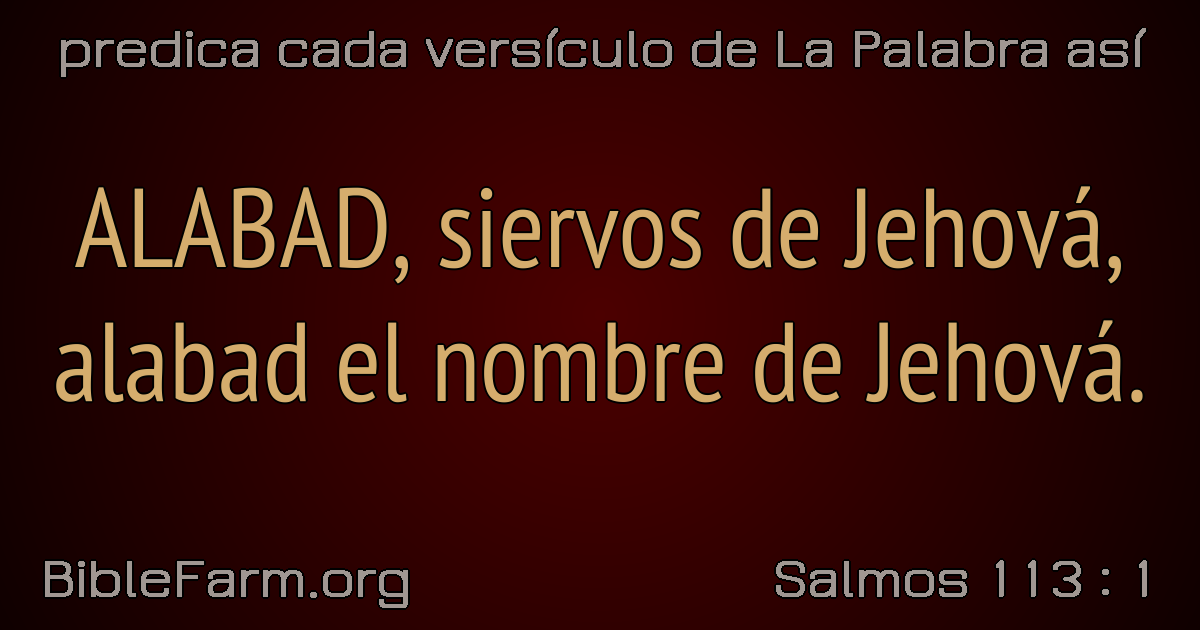 predica cada versículo de La Palabra así
ALABAD, siervos de Jehová,
alabad el nombre de Jehová.
BibleFarm.org
Salmos 113 : 1